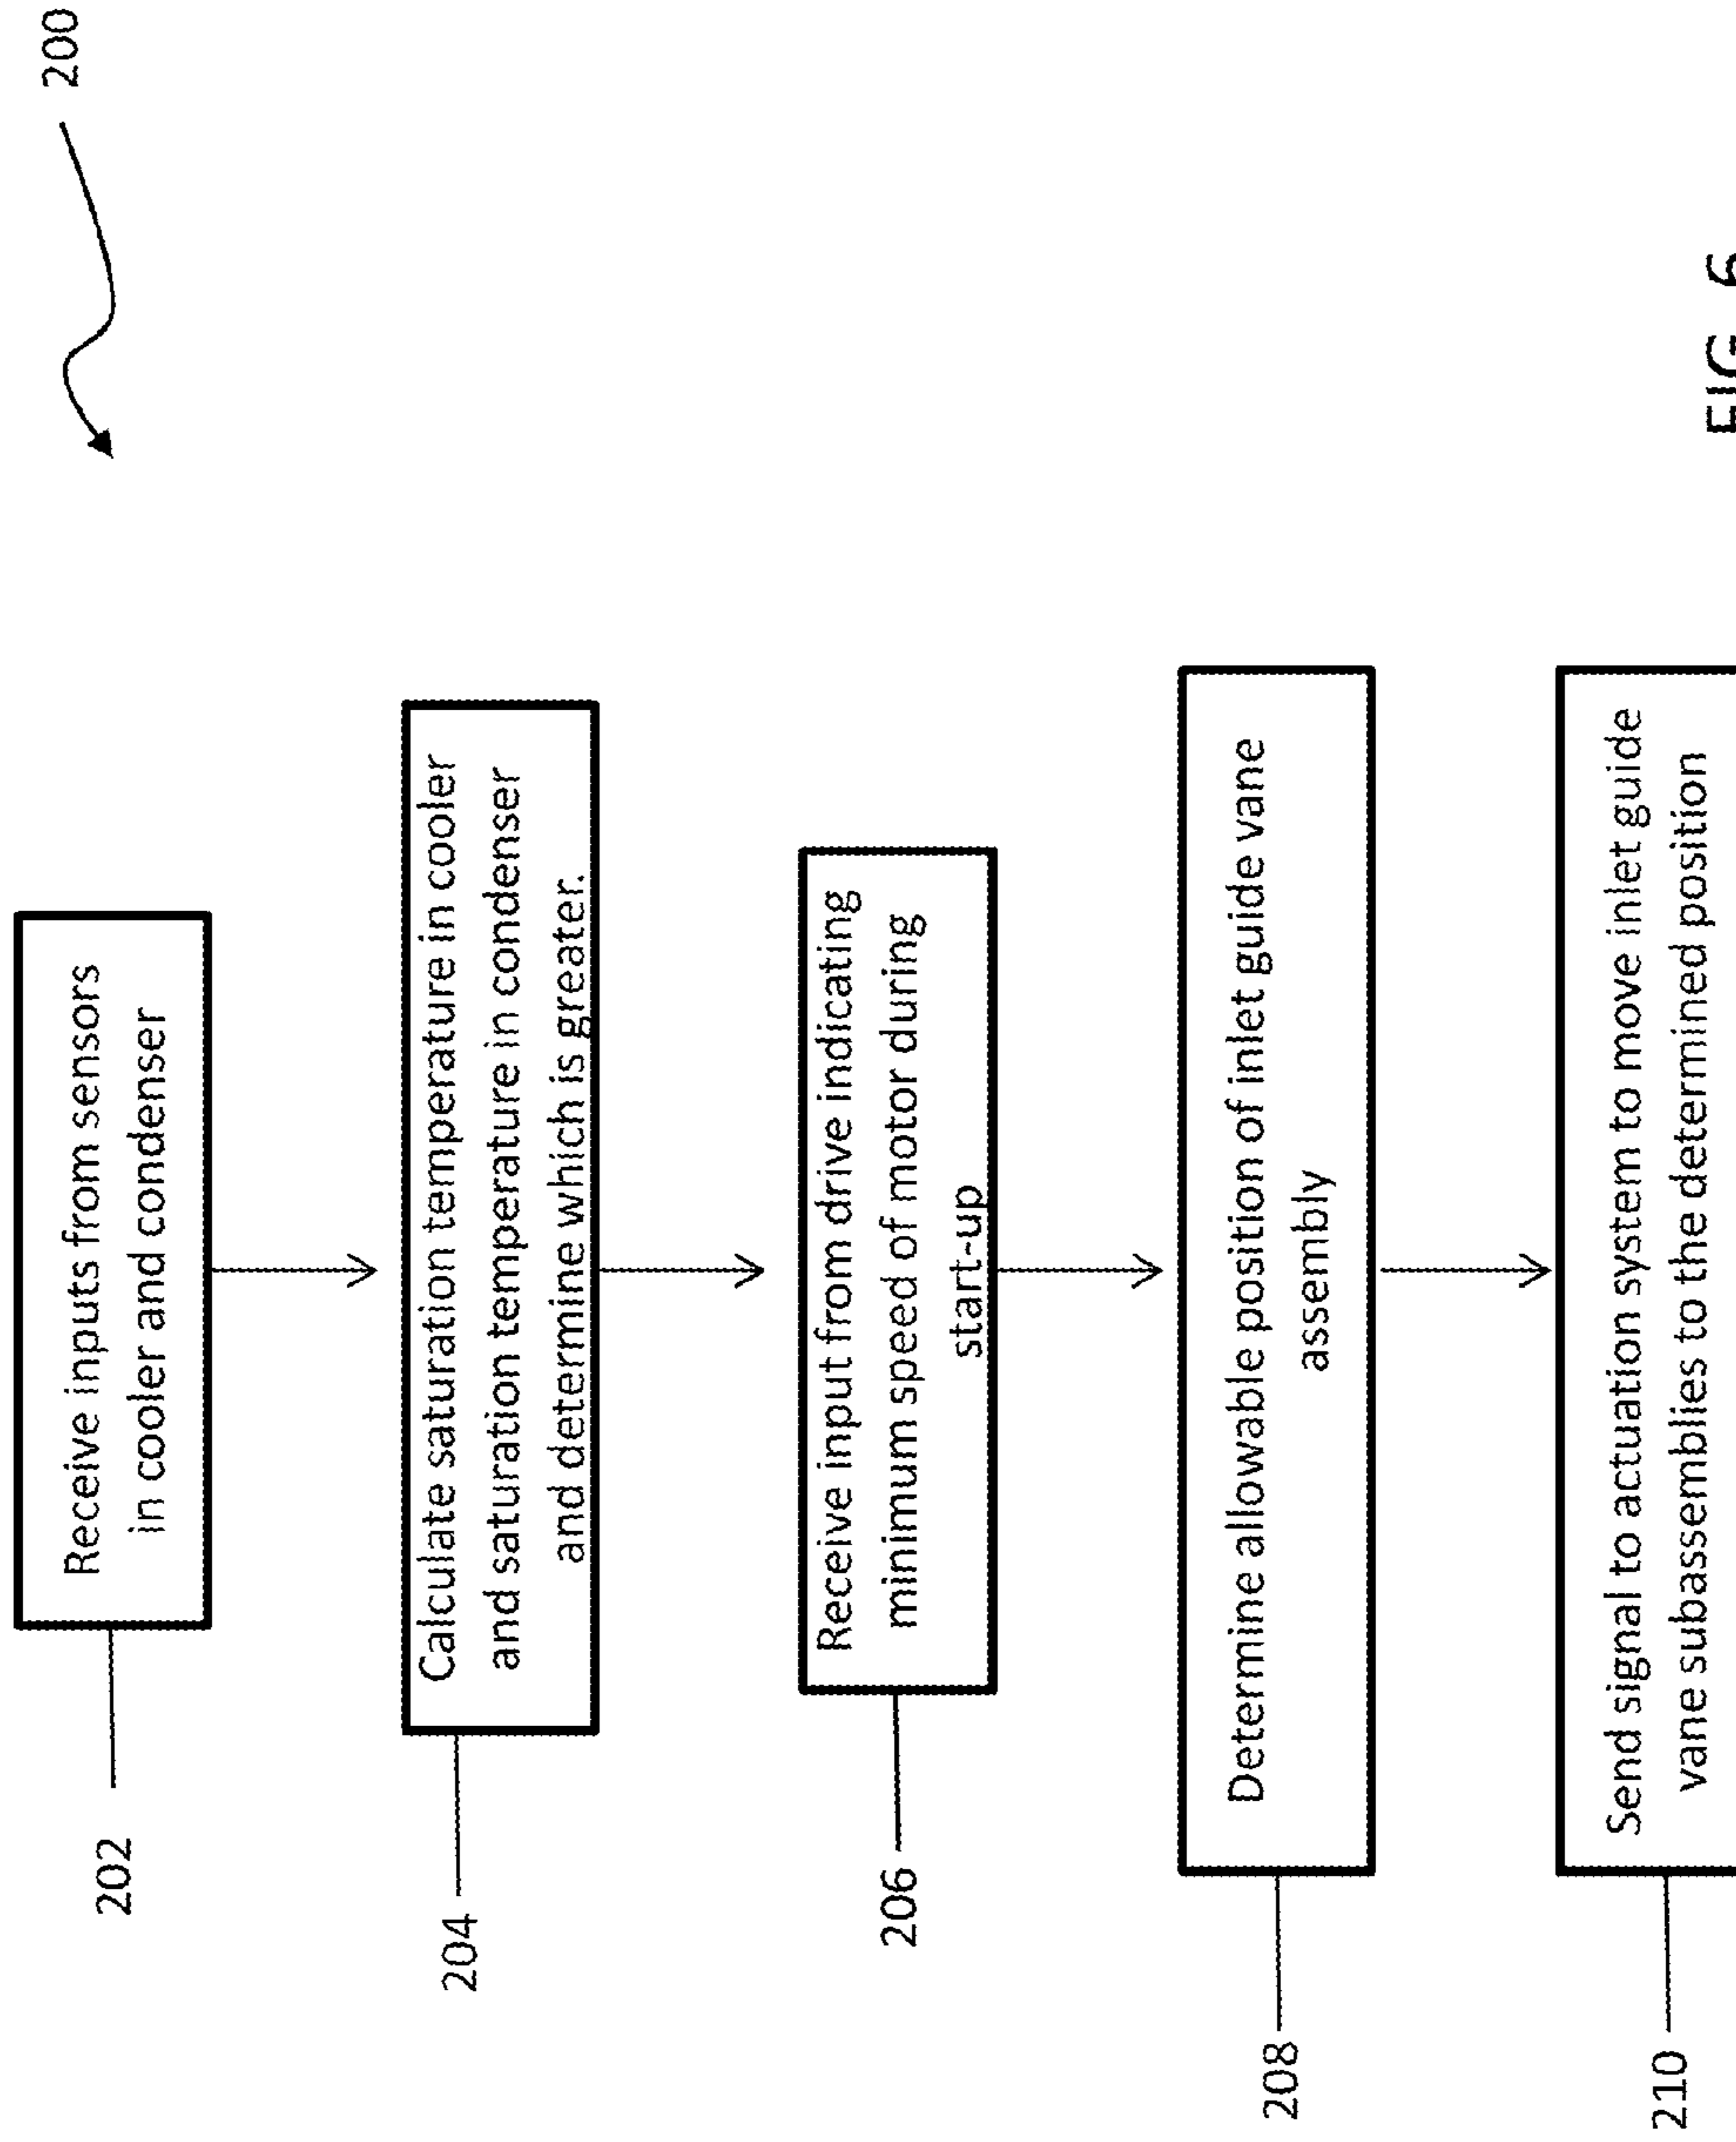 200
202
Receive inputs from sensors
in cooler and condenser
204
Calculate saturation temperature in cooler
and saturation temperature in condenser
and determine which is greater.
206
Receive input from drive indicating
minimum speed of motor during
start-up
208
Determine allowable position of inlet guide vane
assembly
210
Send signal to actuation system to move inlet guide
vane subassemblies to the determined position
FIG. 6